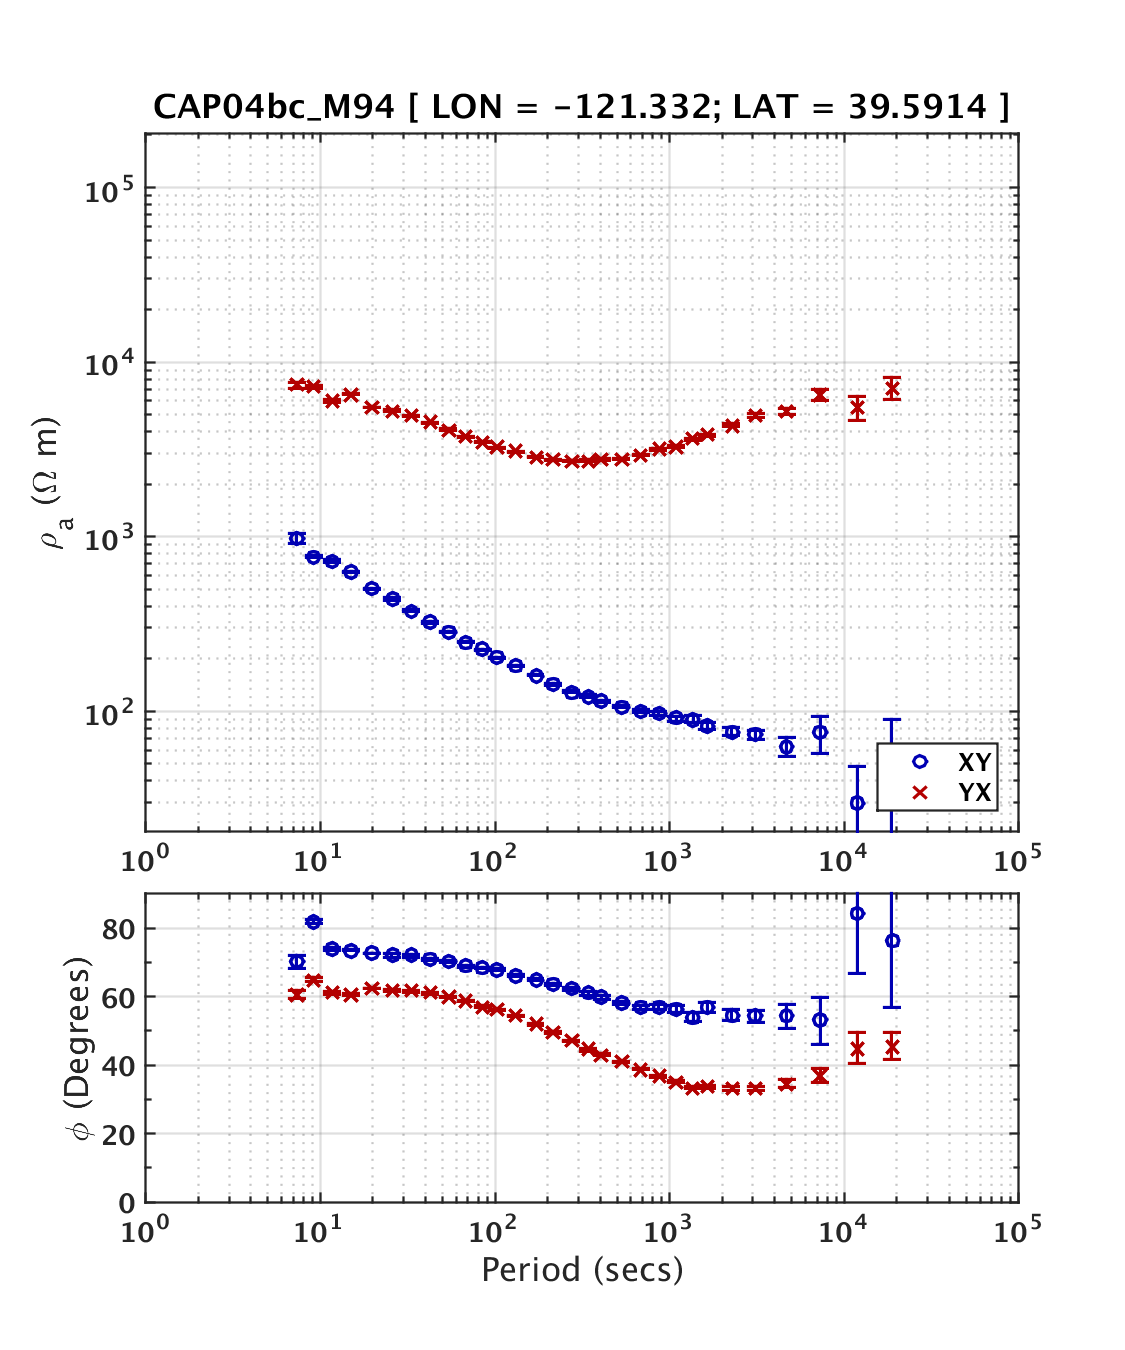 CAP04bc_M94 [ LON = -121.332; LAT = 39.5914 ]
10^5
10^4
10^3
10^2
ρ_a (Ω m)
XY
YX
10^0 10^1 10^2 10^3 10^4 10^5
80
60
40
20
0
ϕ (Degrees)
10^0 10^1 10^2 10^3 10^4 10^5
Period (secs)